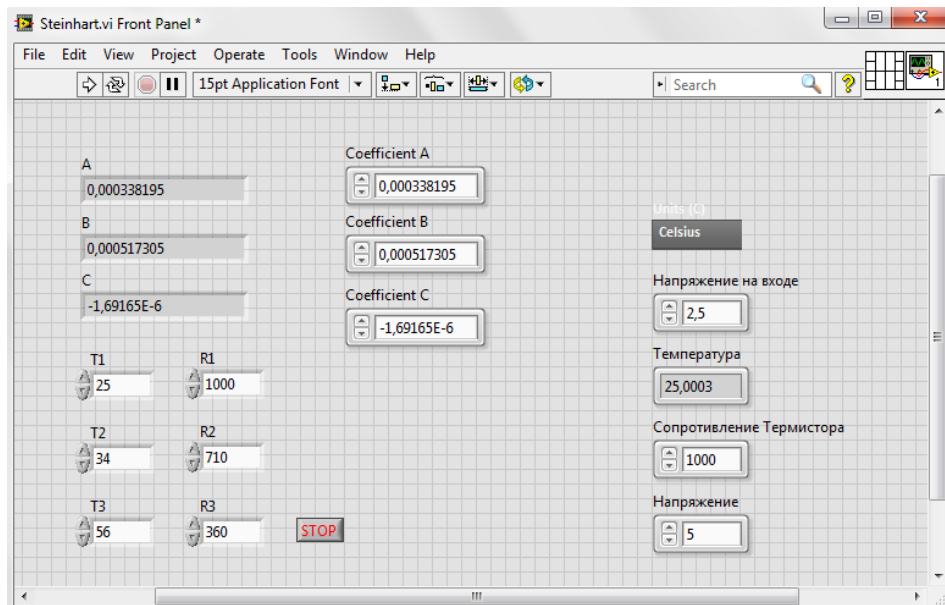 Steinhart.vi Front Panel *
File Edit View Project Operate Tools Window Help
15pt Application Font
Search
1
A
0,000338195
B
0,000517305
C
-1,69165E-6
Coefficient A
0,000338195
Coefficient B
0,000517305
Coefficient C
-1,69165E-6
T1
25
R1
1000
T2
34
R2
710
T3
56
R3
360
STOP
Units (C)
Celsius
Напряжение на входе
2,5
Температура
25,0003
Сопротивление Термистора
1000
Напряжение
5